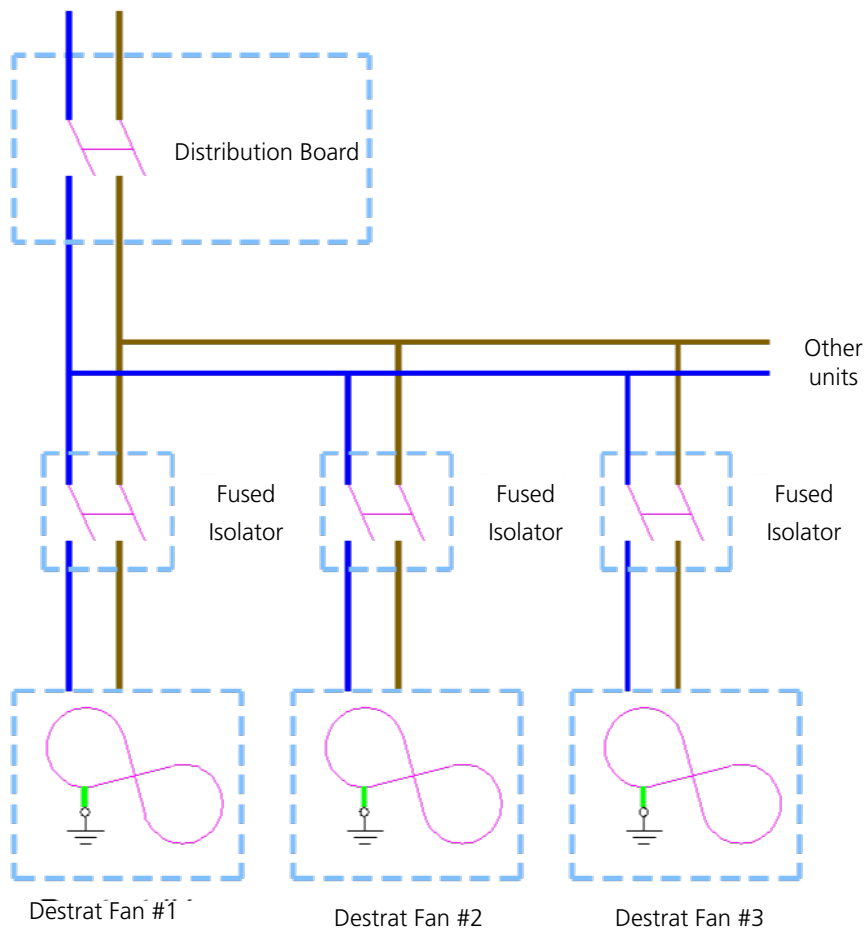 Distribution Board
Other
units
Fused
Isolator
Fused
Isolator
Fused
Isolator
Destrat Fan #1
Destrat Fan #2
Destrat Fan #3